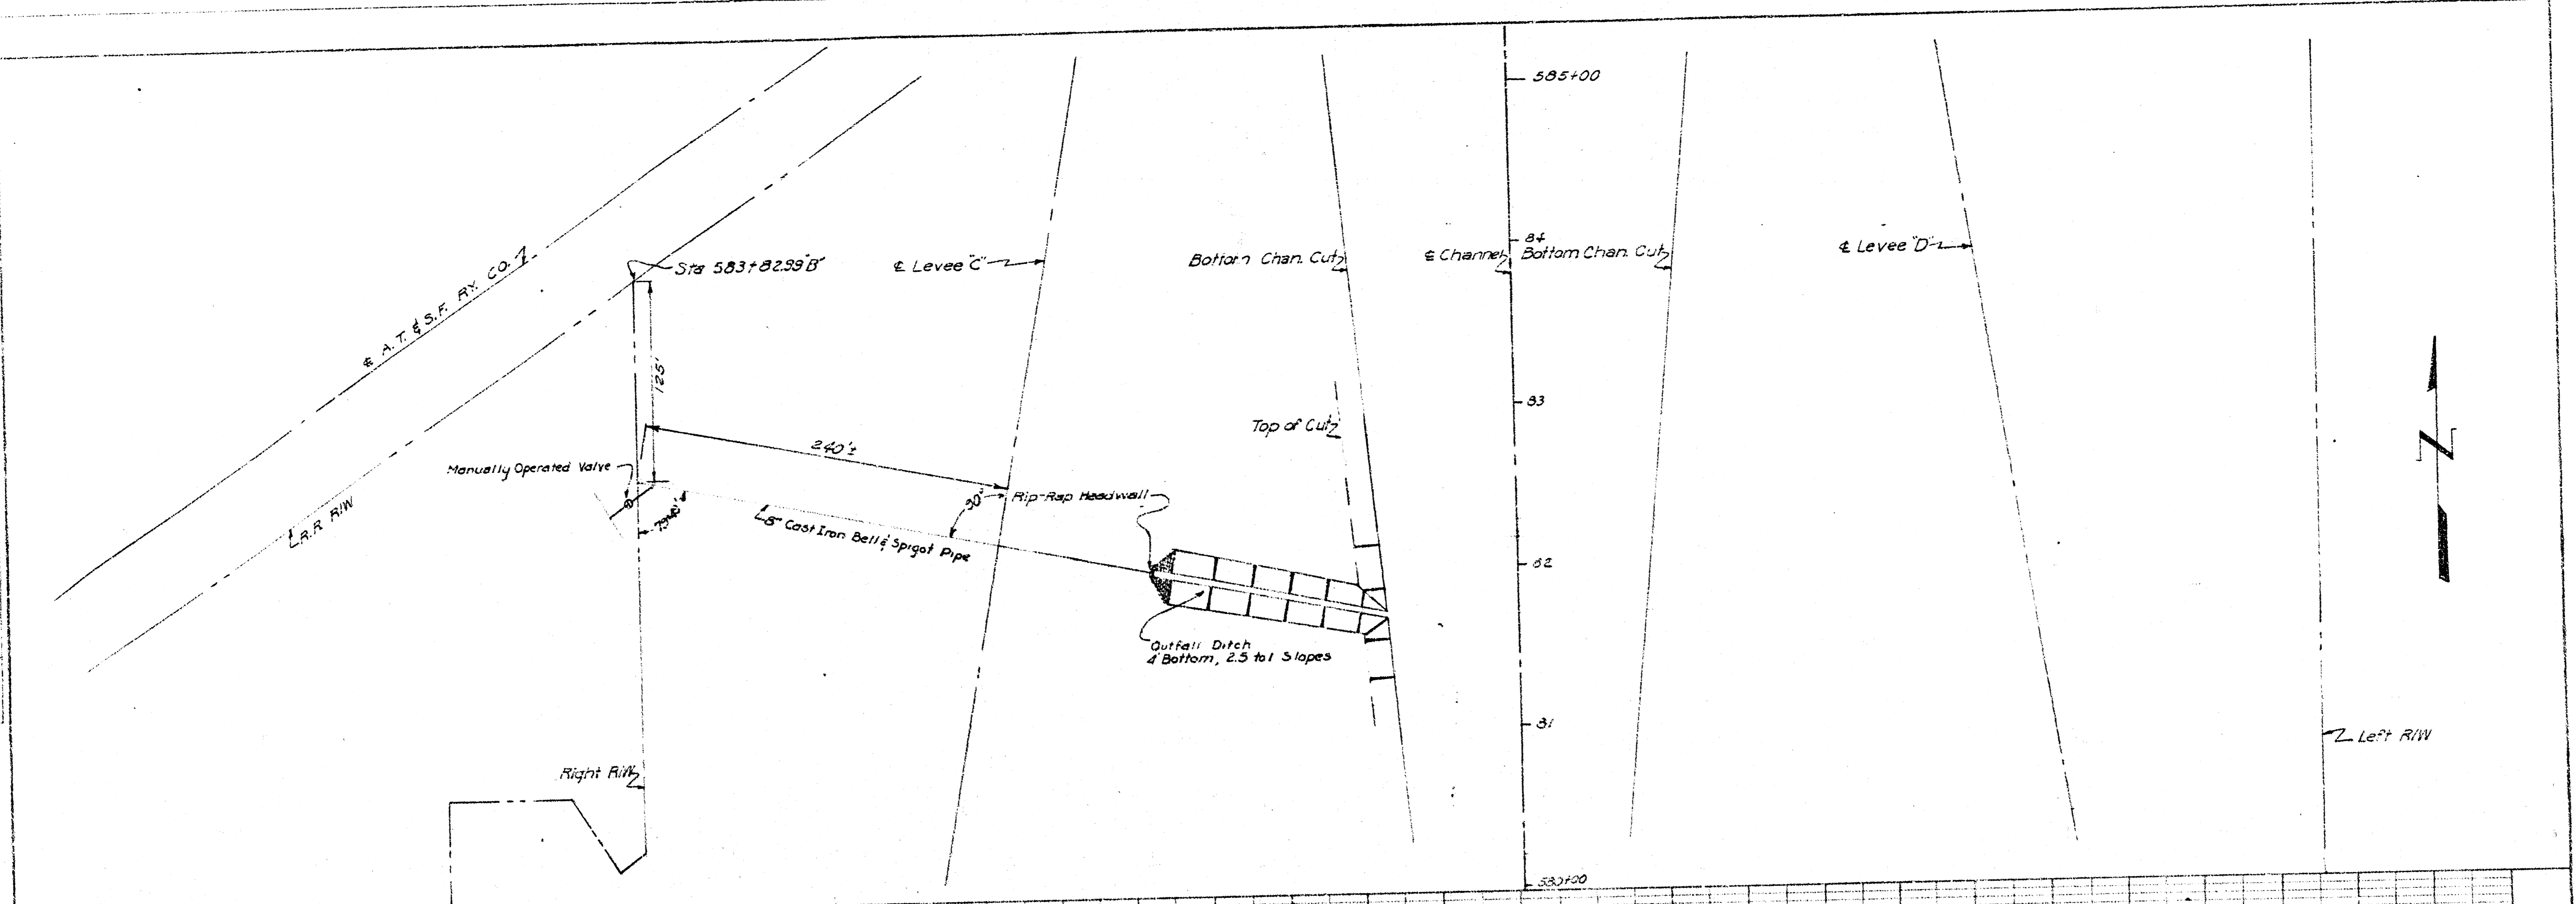 585+00
84
Sta 583+82.99 "B"
℄ Levee "C"
Bottom Chan. Cut
℄ Channel
Bottom Chan. Cut
℄ Levee "D"
℄ A.T. & S.F. RY. CO.
125'
83
Top of Cut
240'±
Manually Operated Valve
90°
Rip-Rap Headwall
N
R.R R/W
8" Cast Iron Bell & Spigot Pipe
82
Outfall Ditch
4' Bottom, 2.5 to 1 Slopes
81
Left R/W
Right R/W
580+00